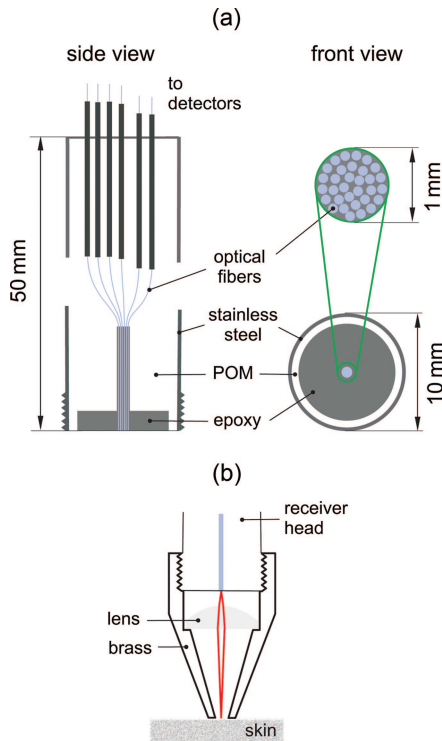 (a)
side view
front view
to
detectors
50 mm
1 mm
optical
fibers
stainless
steel
POM
epoxy
10 mm
(b)
receiver
head
lens
brass
skin